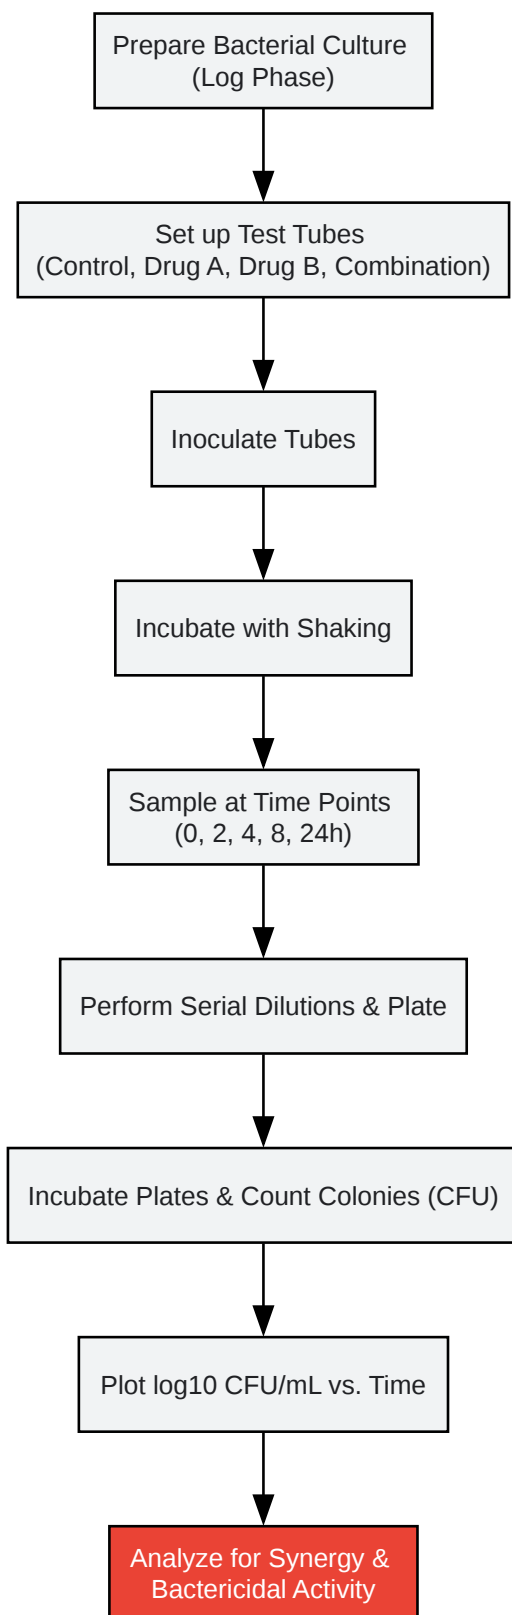 Prepare Bacterial Culture
(Log Phase)
Set up Test Tubes
(Control, Drug A, Drug B, Combination)
Inoculate Tubes
Incubate with Shaking
Sample at Time Points
(0, 2, 4, 8, 24h)
Perform Serial Dilutions & Plate
Incubate Plates & Count Colonies (CFU)
Plot log10 CFU/mL vs. Time
Analyze for Synergy &
Bactericidal Activity